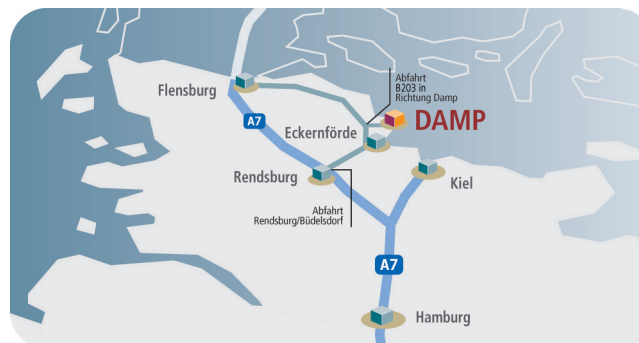 Flensburg
Abfahrt
B203 in
Richtung Damp
A7
Eckernförde
DAMP
Rendsburg
Kiel
Abfahrt
Rendsburg/Büdelsdorf
A7
Hamburg